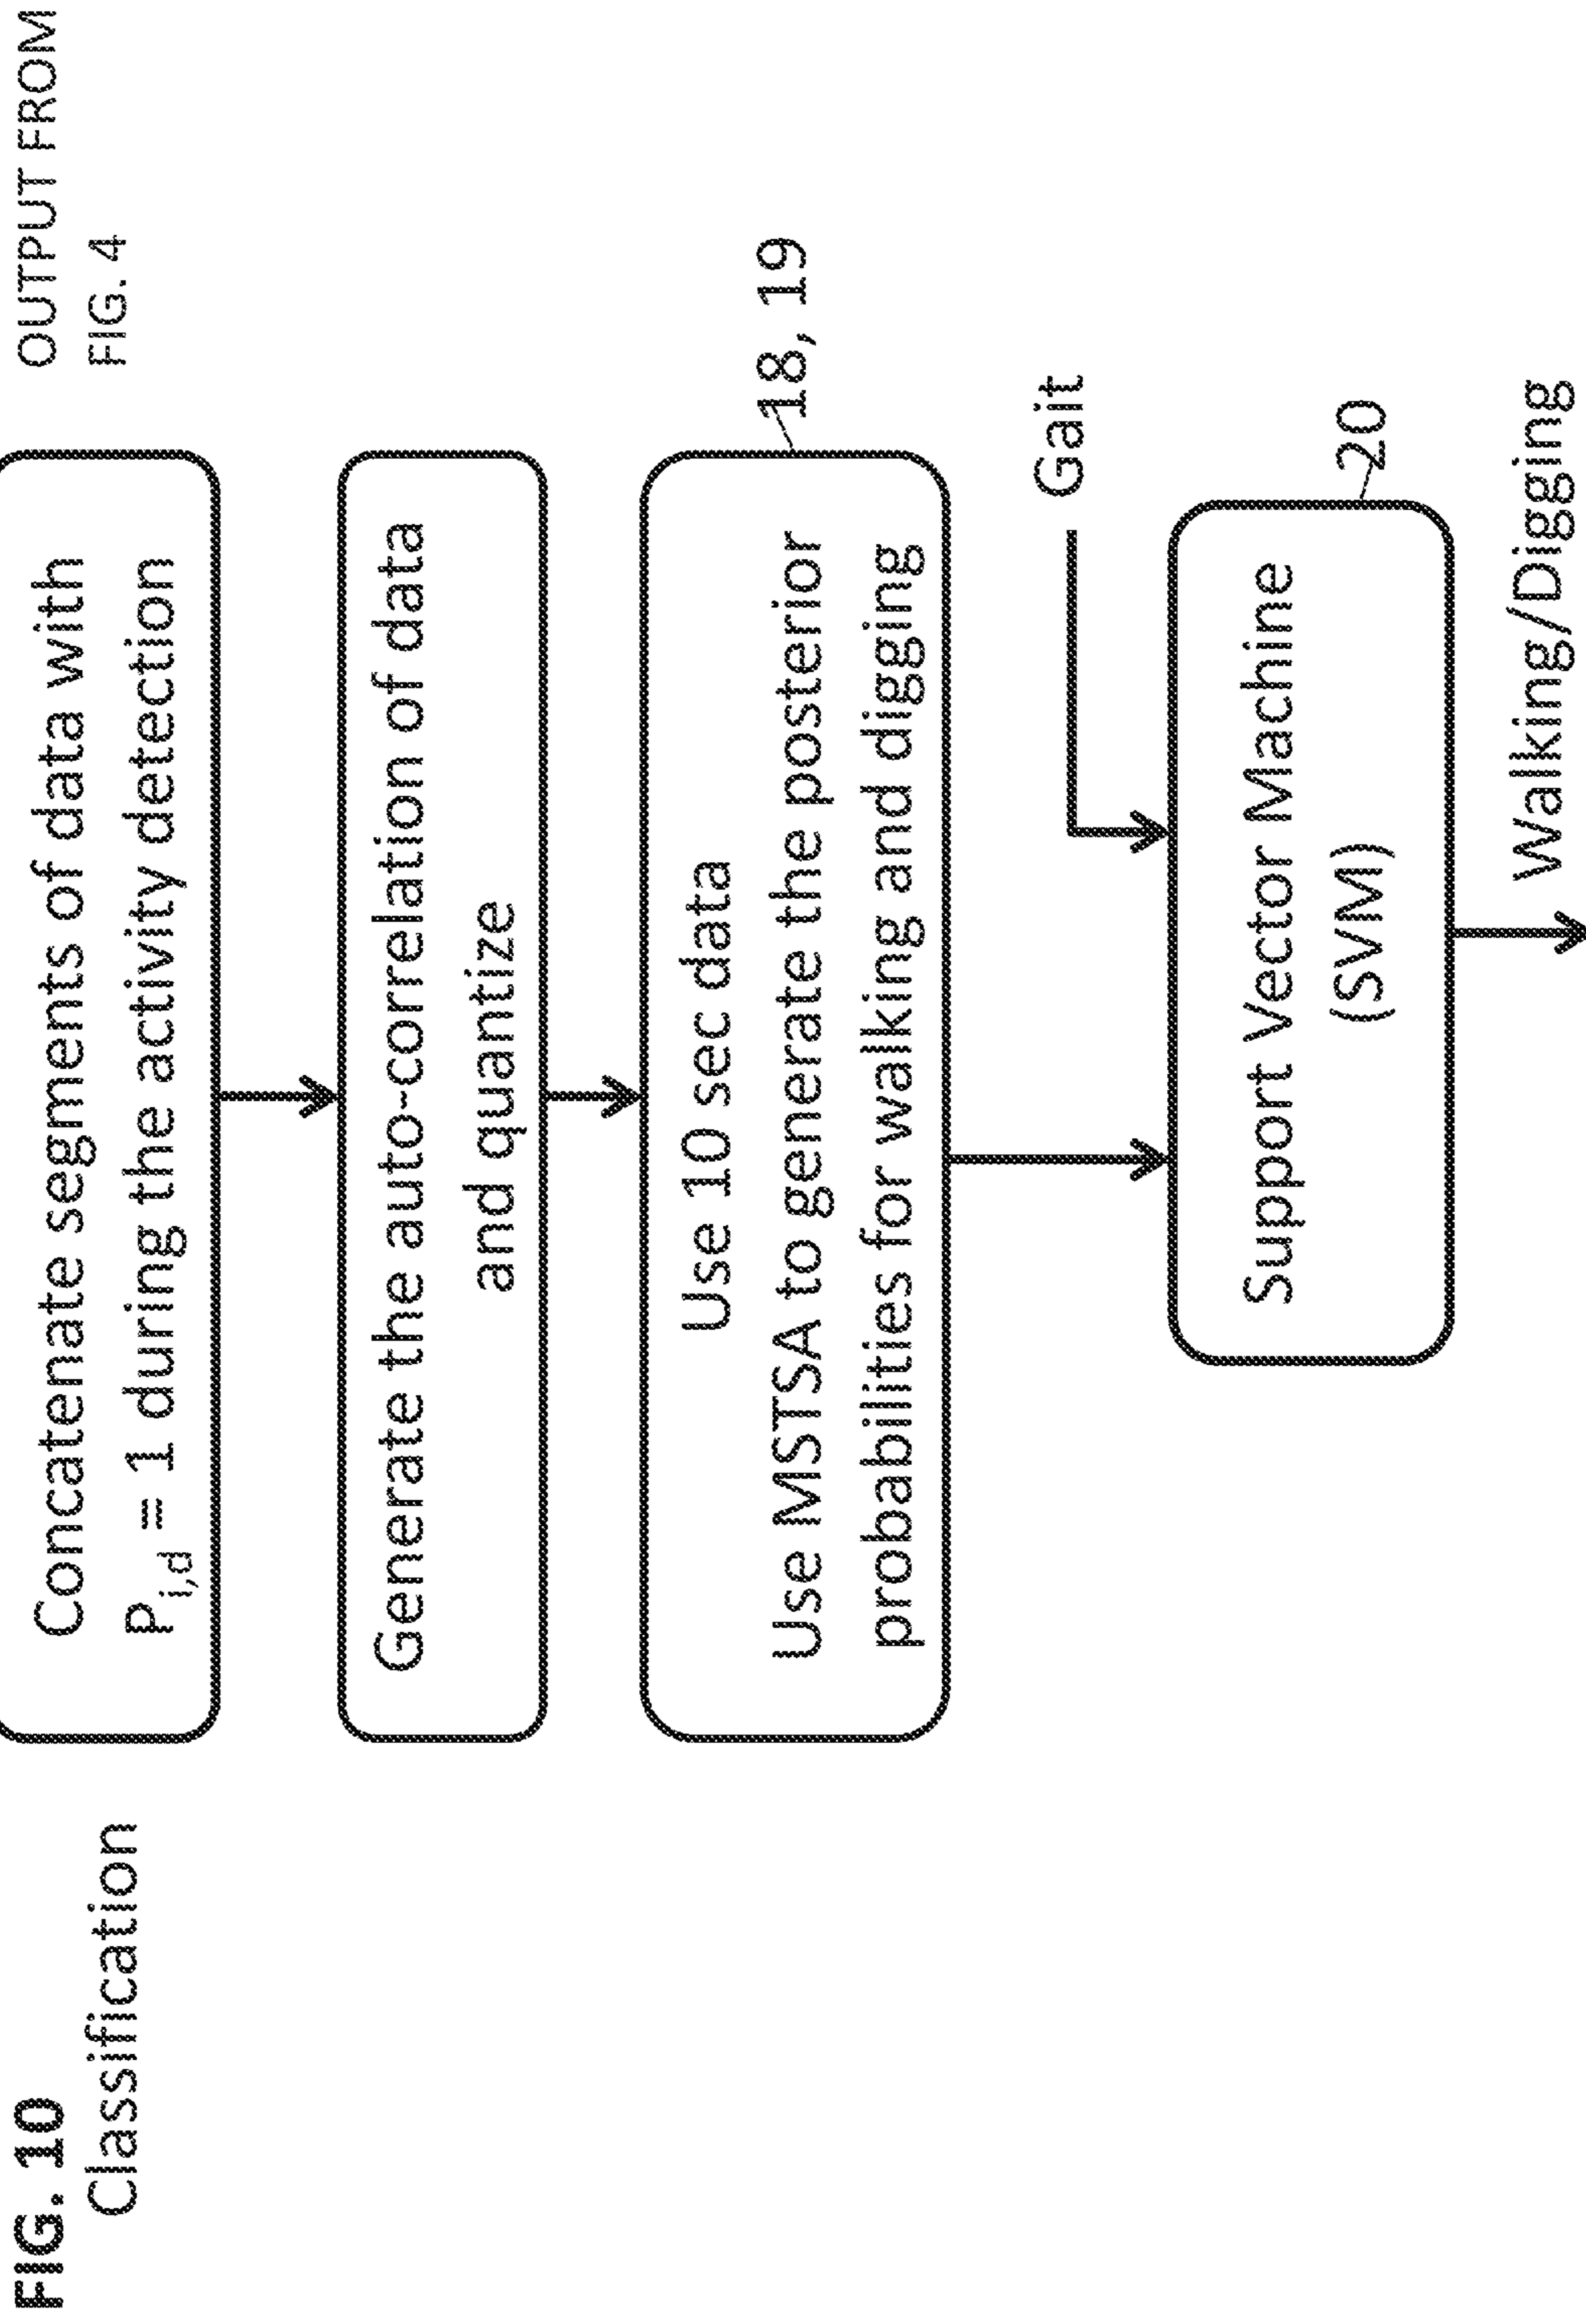 FIG. 10
Classification
OUTPUT FROM
FIG. 4
Concatenate segments of data with
P_i,d = 1 during the activity detection
Generate the auto-correlation of data
and quantize
Use 10 sec data
Use MSTSA to generate the posterior
probabilities for walking and digging
18, 19
Gait
Support Vector Machine
(SVM)
20
Walking/Digging